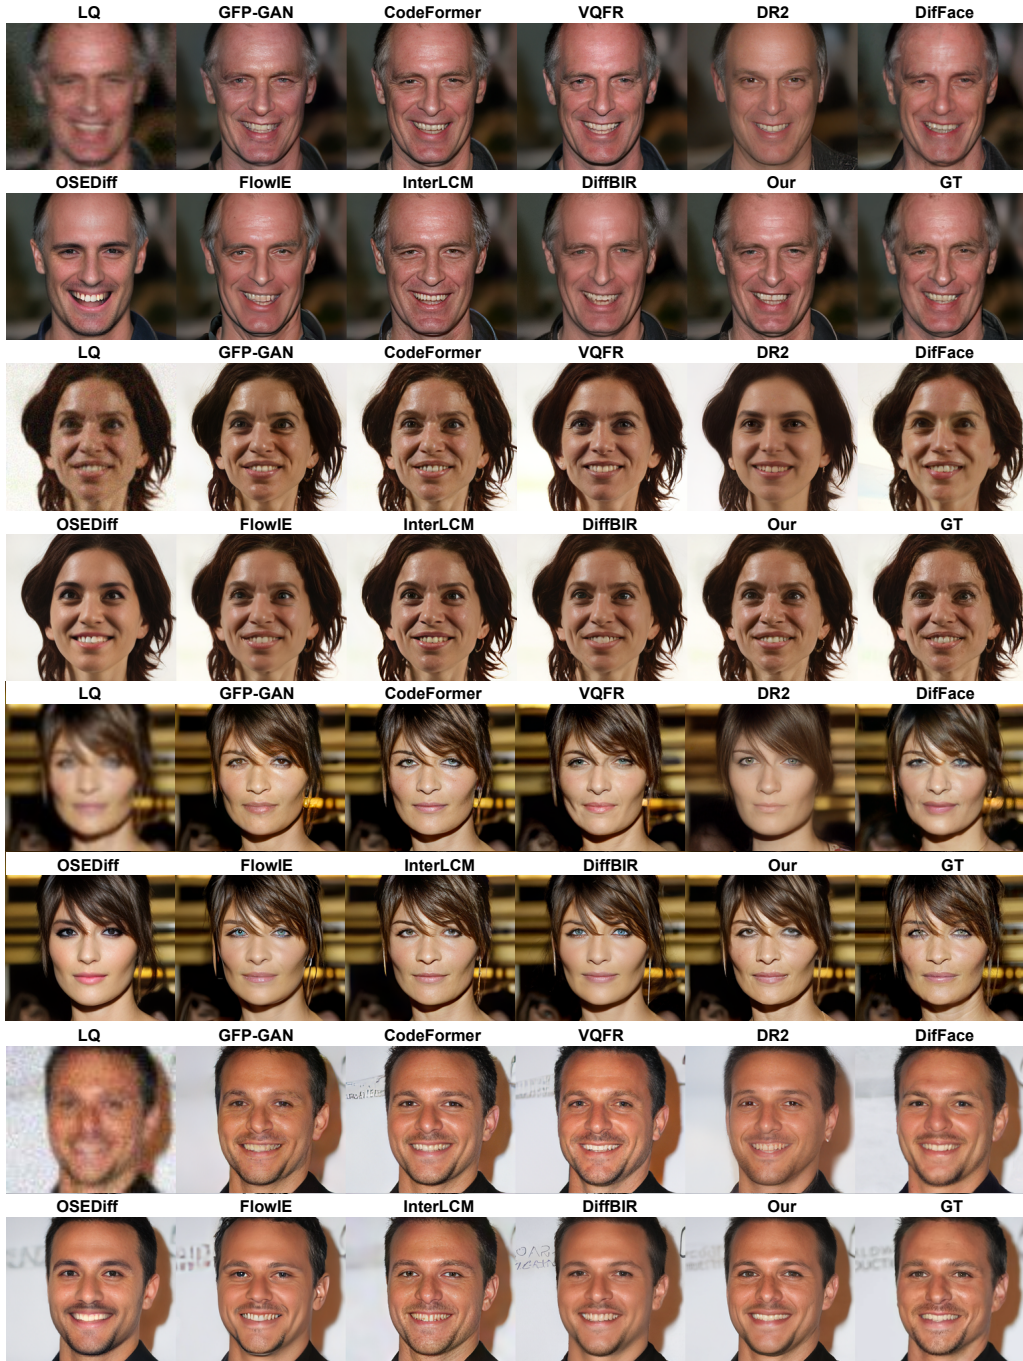 LQ GFP-GAN CodeFormer VQFR DR2 DifFace
OSEDiff FlowIE InterLCM DiffBIR Our GT
LQ GFP-GAN CodeFormer VQFR DR2 DifFace
OSEDiff FlowIE InterLCM DiffBIR Our GT
LQ GFP-GAN CodeFormer VQFR DR2 DifFace
OSEDiff FlowIE InterLCM DiffBIR Our GT
LQ GFP-GAN CodeFormer VQFR DR2 DifFace
OSEDiff FlowIE InterLCM DiffBIR Our GT